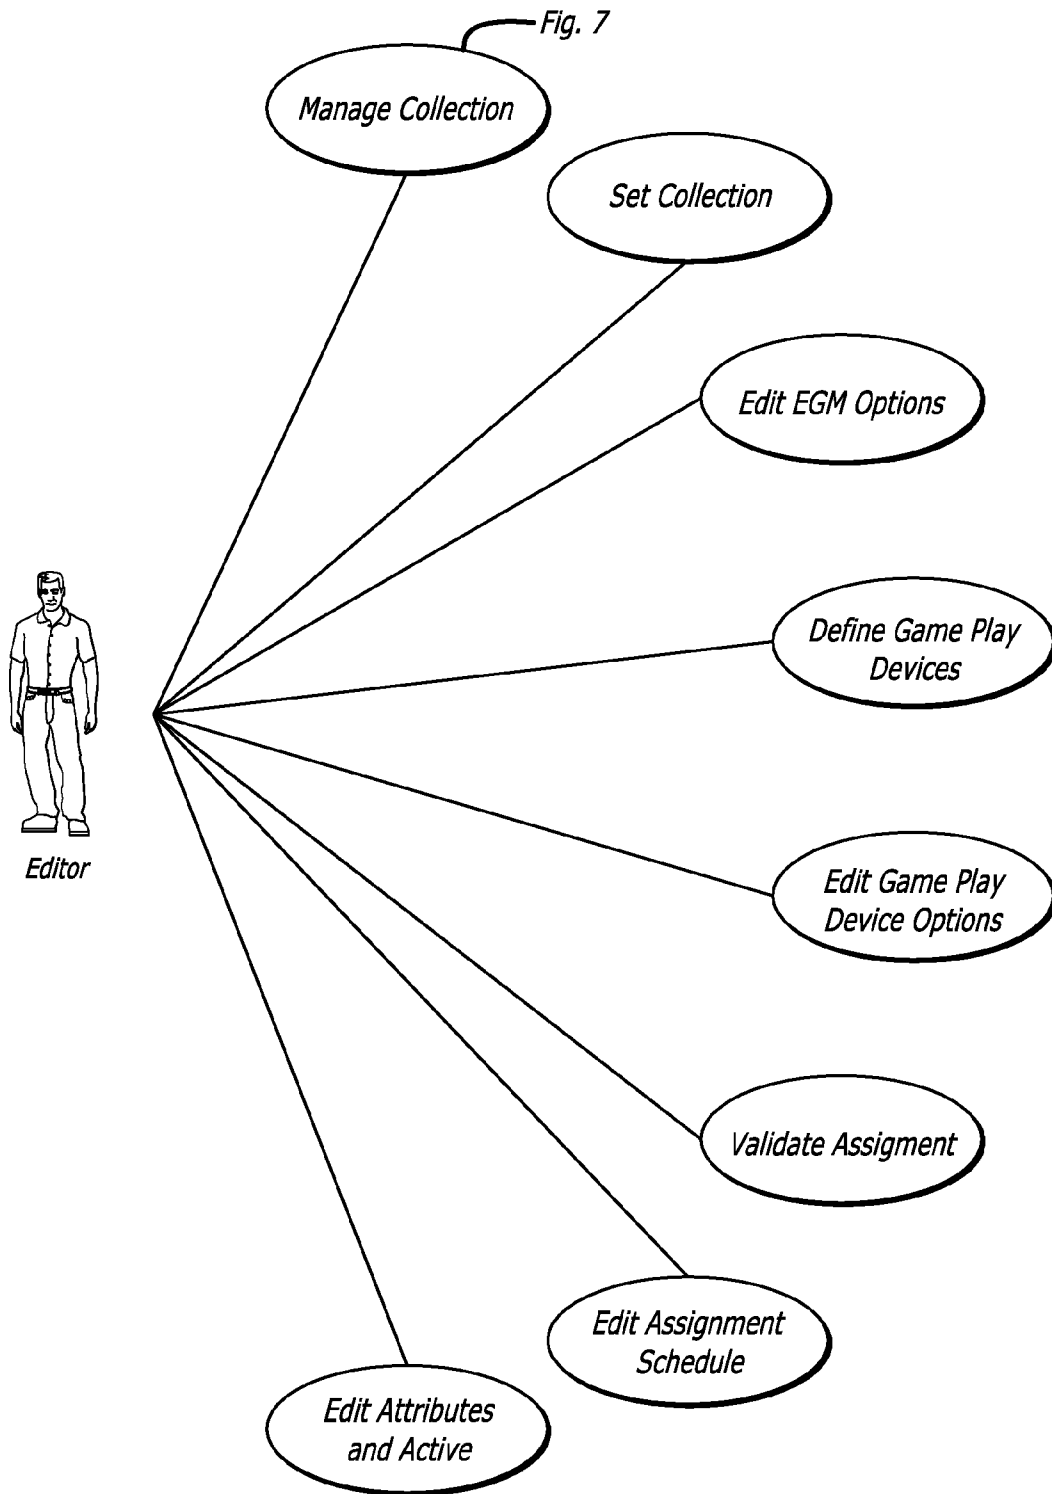 Fig. 7
Manage Collection
Set Collection
Edit EGM Options
Define Game Play
Devices
Editor
Edit Game Play
Device Options
Validate Assigment
Edit Assignment
Schedule
Edit Attributes
and Active